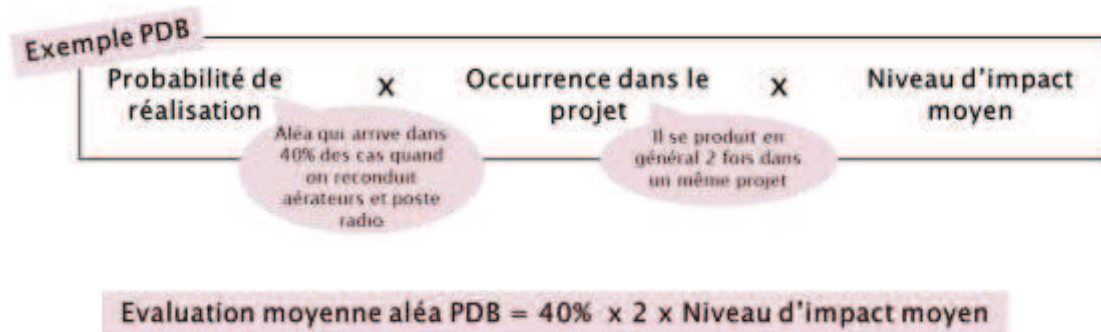 Exemple PDB
Probabilité de
réalisation
x
Occurrence dans le
projet
x
Niveau d'impact
moyen
Aléa qui arrive dans
40% des cas quand
on reconduit
aérateurs et poste
radio
Il se produit en
général 2 fois dans
un même projet
Evaluation moyenne aléa PDB = 40% x 2 x Niveau d'impact moyen